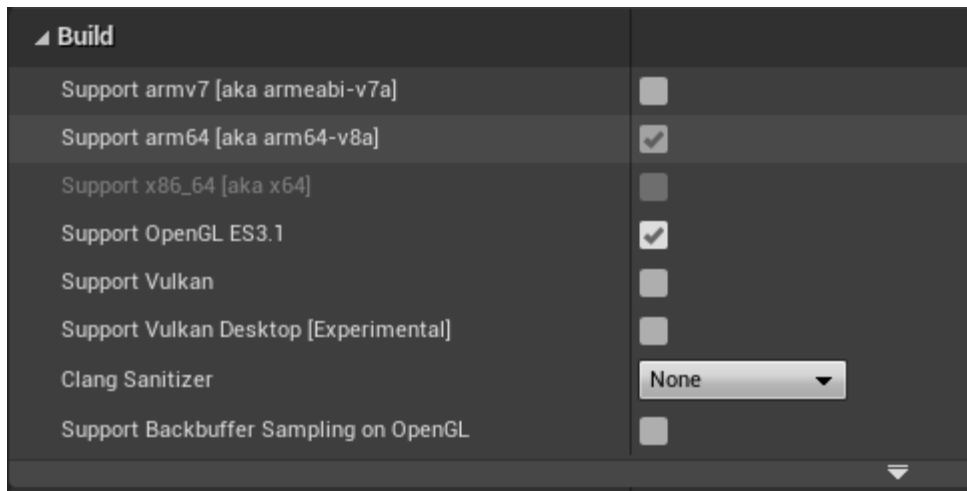 Build
Support armv7 [aka armeabi-v7a]
Support arm64 [aka arm64-v8a]
Support x86_64 [aka x64]
Support OpenGL ES3.1
Support Vulkan
Support Vulkan Desktop [Experimental]
Clang Sanitizer None
Support Backbuffer Sampling on OpenGL